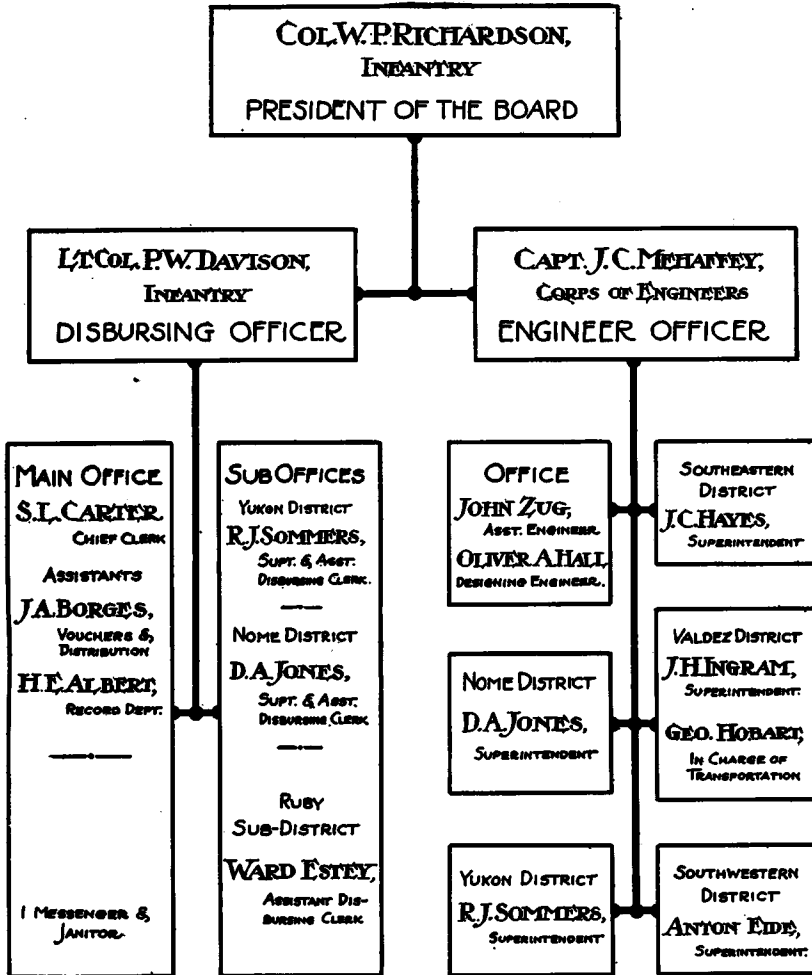 COL. W. P. RICHARDSON,
INFANTRY
PRESIDENT OF THE BOARD
LT. COL. P. W. DAVISON,
INFANTRY
DISBURSING OFFICER
CAPT. J. C. MEHAFFEY,
CORPS OF ENGINEERS
ENGINEER OFFICER
MAIN OFFICE
S. L. CARTER
CHIEF CLERK
ASSISTANTS
J. A. BORGES,
VOUCHERS &
DISTRIBUTION
H. E. ALBERT,
RECORD DEPT.
1 MESSENGER &
JANITOR
SUB OFFICES
YUKON DISTRICT
R. J. SOMMERS,
SUPT. & ASST.
DISBURSING CLERK.
NOME DISTRICT
D. A. JONES,
SUPT. & ASST.
DISBURSING CLERK
RUBY
SUB-DISTRICT
WARD ESTEY,
ASSISTANT DIS-
BURSING CLERK
OFFICE
JOHN ZUG,
ASST. ENGINEER
OLIVER A. HALL
DESIGNING ENGINEER.
SOUTHEASTERN
DISTRICT
J. C. HAYES,
SUPERINTENDENT
NOME DISTRICT
D. A. JONES,
SUPERINTENDENT
VALDEZ DISTRICT
J. H. INGRAM,
SUPERINTENDENT.
GEO. HOBART,
IN CHARGE OF
TRANSPORTATION
YUKON DISTRICT
R. J. SOMMERS,
SUPERINTENDENT
SOUTHWESTERN
DISTRICT
ANTON EIDE,
SUPERINTENDENT.